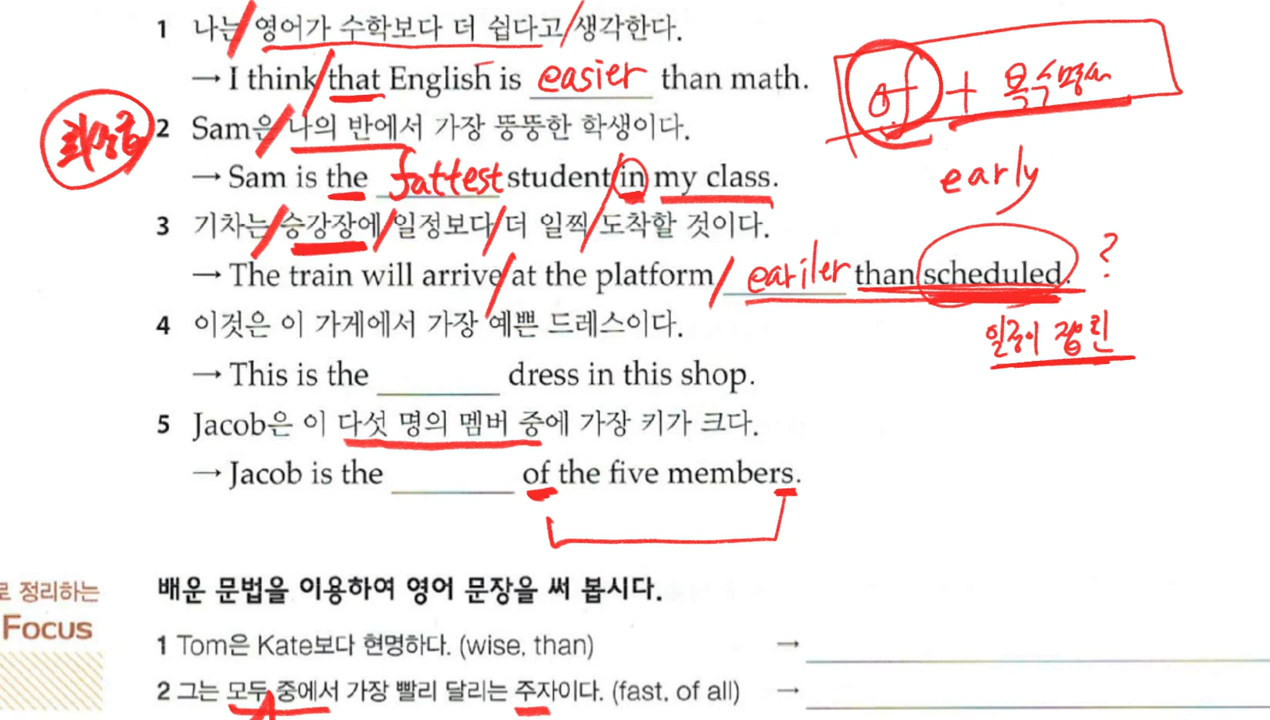 1 나는 영어가 수학보다 더 쉽다고 생각한다.
→ I think that English is easier than math.
of + 복수명사
최상급
2 Sam은 나의 반에서 가장 뚱뚱한 학생이다.
early
→ Sam is the fattest student in my class.
3 기차는 승강장에 일정보다 더 일찍 도착할 것이다.
→ The train will arrive at the platform eariler than scheduled. ?
4 이것은 이 가게에서 가장 예쁜 드레스이다.
일정이 잡힌
→ This is the ______ dress in this shop.
5 Jacob은 이 다섯 명의 멤버 중에 가장 키가 크다.
→ Jacob is the ______ of the five members.
로 정리하는
Focus
배운 문법을 이용하여 영어 문장을 써 봅시다.
1 Tom은 Kate보다 현명하다. (wise, than) →
2 그는 모두 중에서 가장 빨리 달리는 주자이다. (fast, of all) →